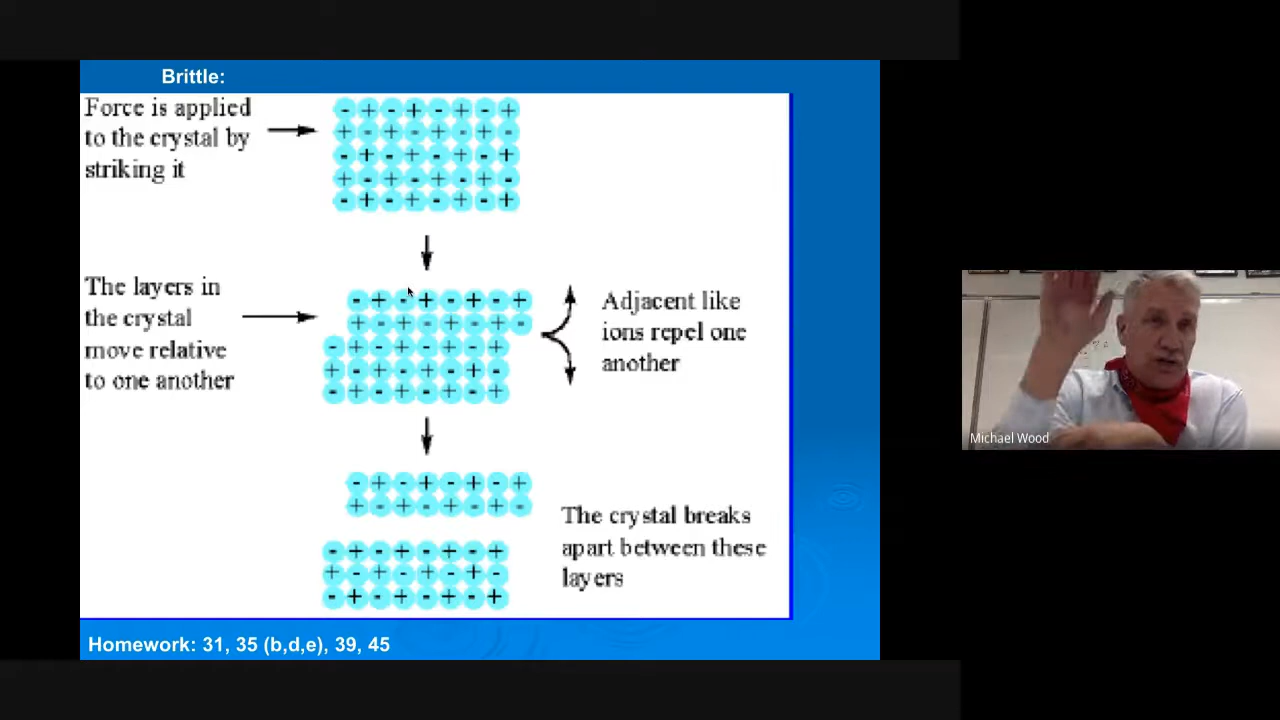 Brittle:
Force is applied
to the crystal by
striking it
- + - + - + - +
+ - + - + - + -
- + - + - + - +
+ - + - + - + -
- + - + - + - +
The layers in
the crystal
move relative
to one another
- + - + - + - +
+ - + - + - + -
- + - + - + - +
+ - + - + - + -
- + - + - + - +
Adjacent like
ions repel one
another
- + - + - + - +
+ - + - + - + -
- + - + - + - +
+ - + - + - + -
- + - + - + - +
The crystal breaks
apart between these
layers
Homework: 31, 35 (b,d,e), 39, 45
Michael Wood